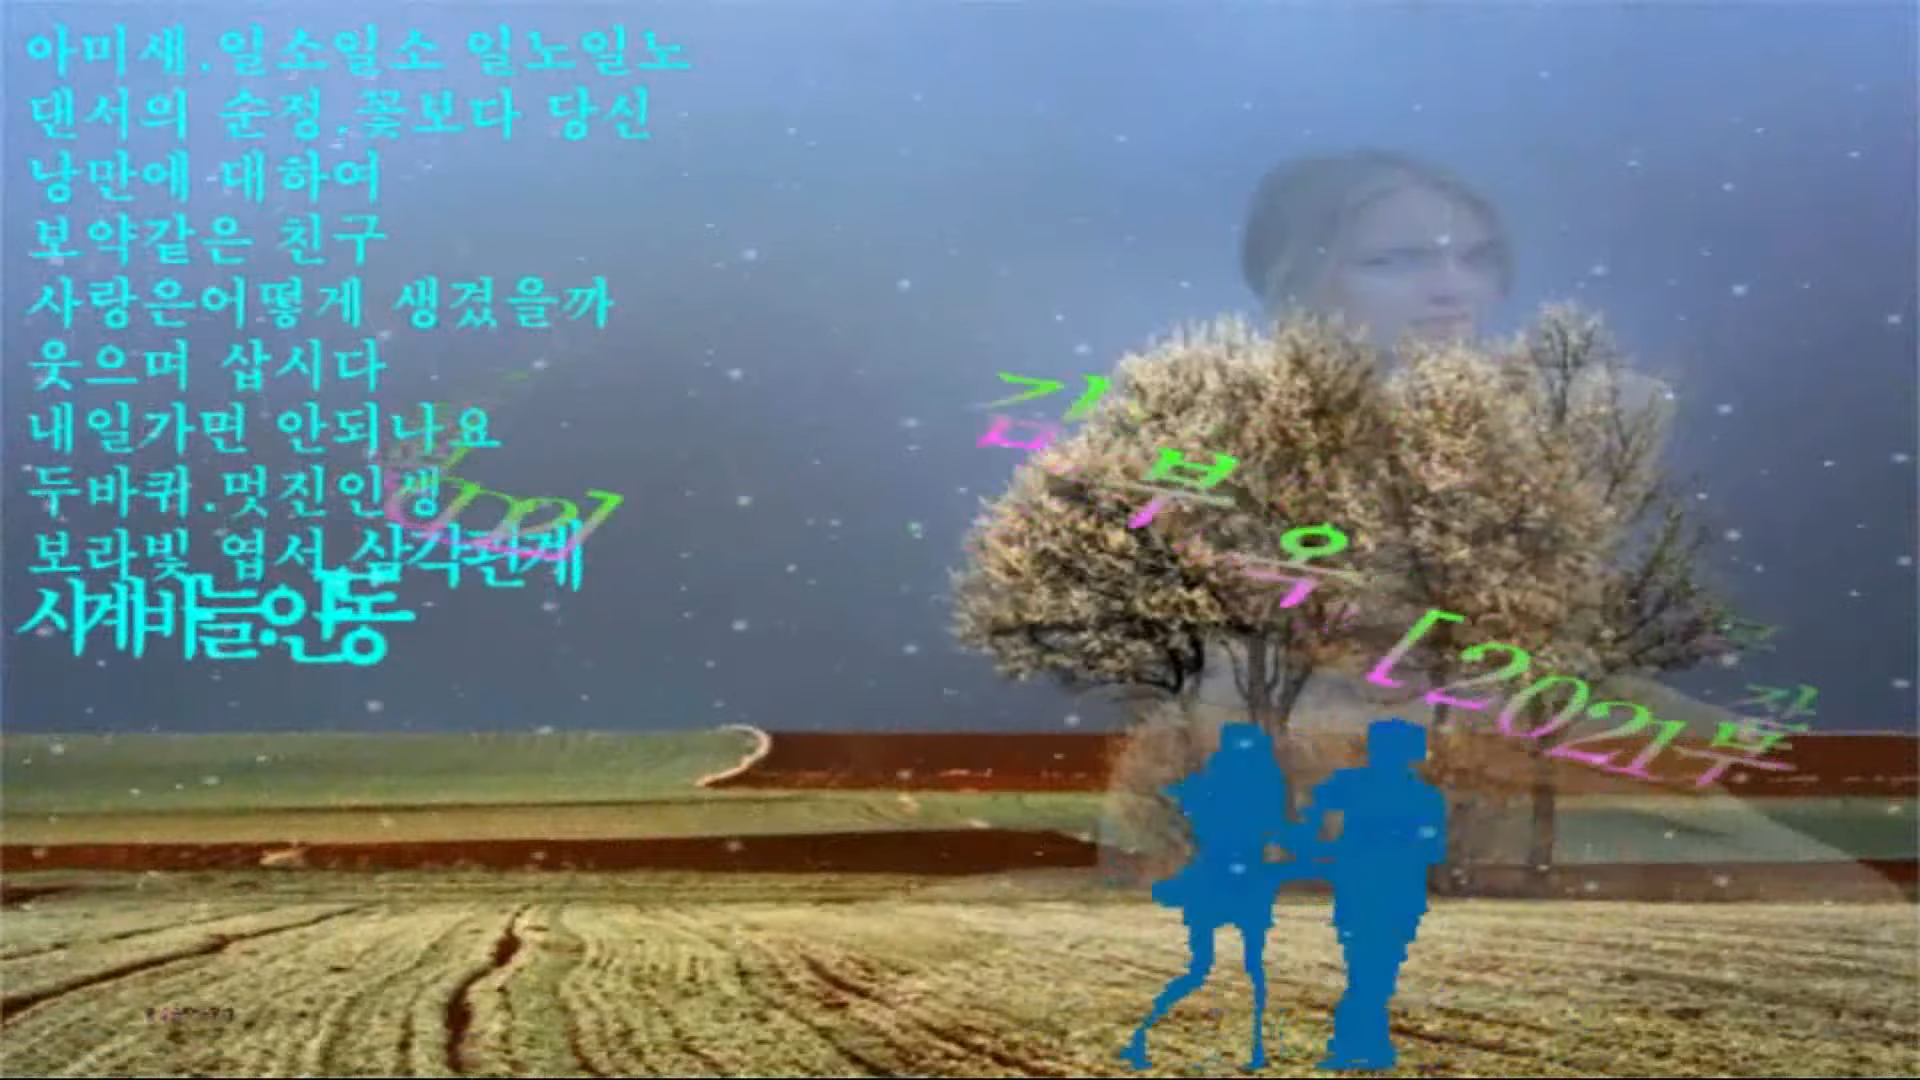 아미새.일소일소 일노일노
댄서의 순정.꽃보다 당신
낭만에 대하여
보약같은 친구
사랑은어떻게 생겼을까
웃으며 삽시다
내일가면 안되나요
두바퀴.멋진인생
보라빛 엽서 삼각관계
시계바늘.안동
부 옥 [2021부